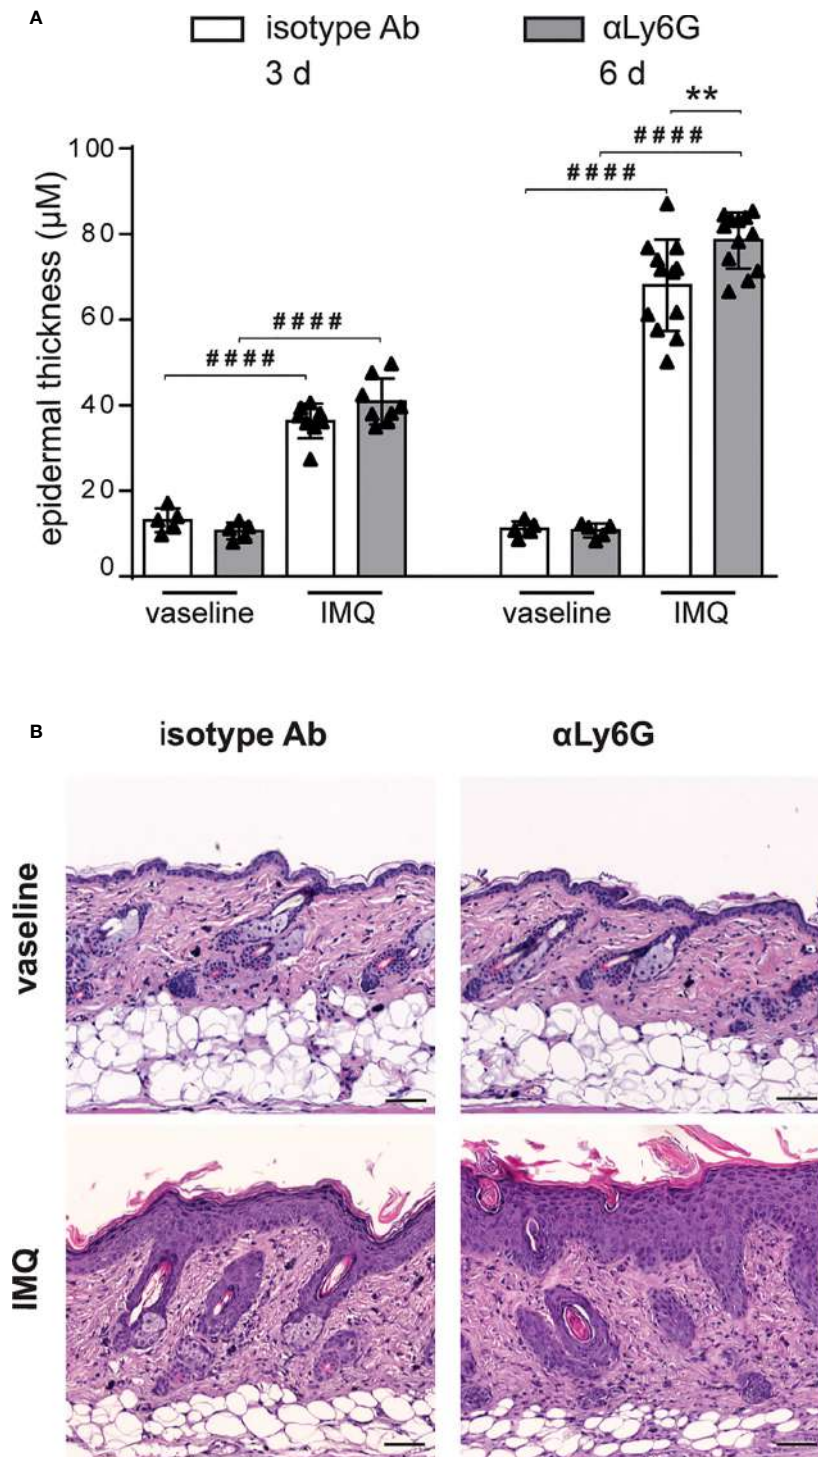 A
isotype Ab αLy6G
3 d 6 d
**
####
####
####
####
epidermal thickness (µM)
100
80
60
40
20
0
vaseline IMQ vaseline IMQ
B
isotype Ab αLy6G
vaseline
IMQ